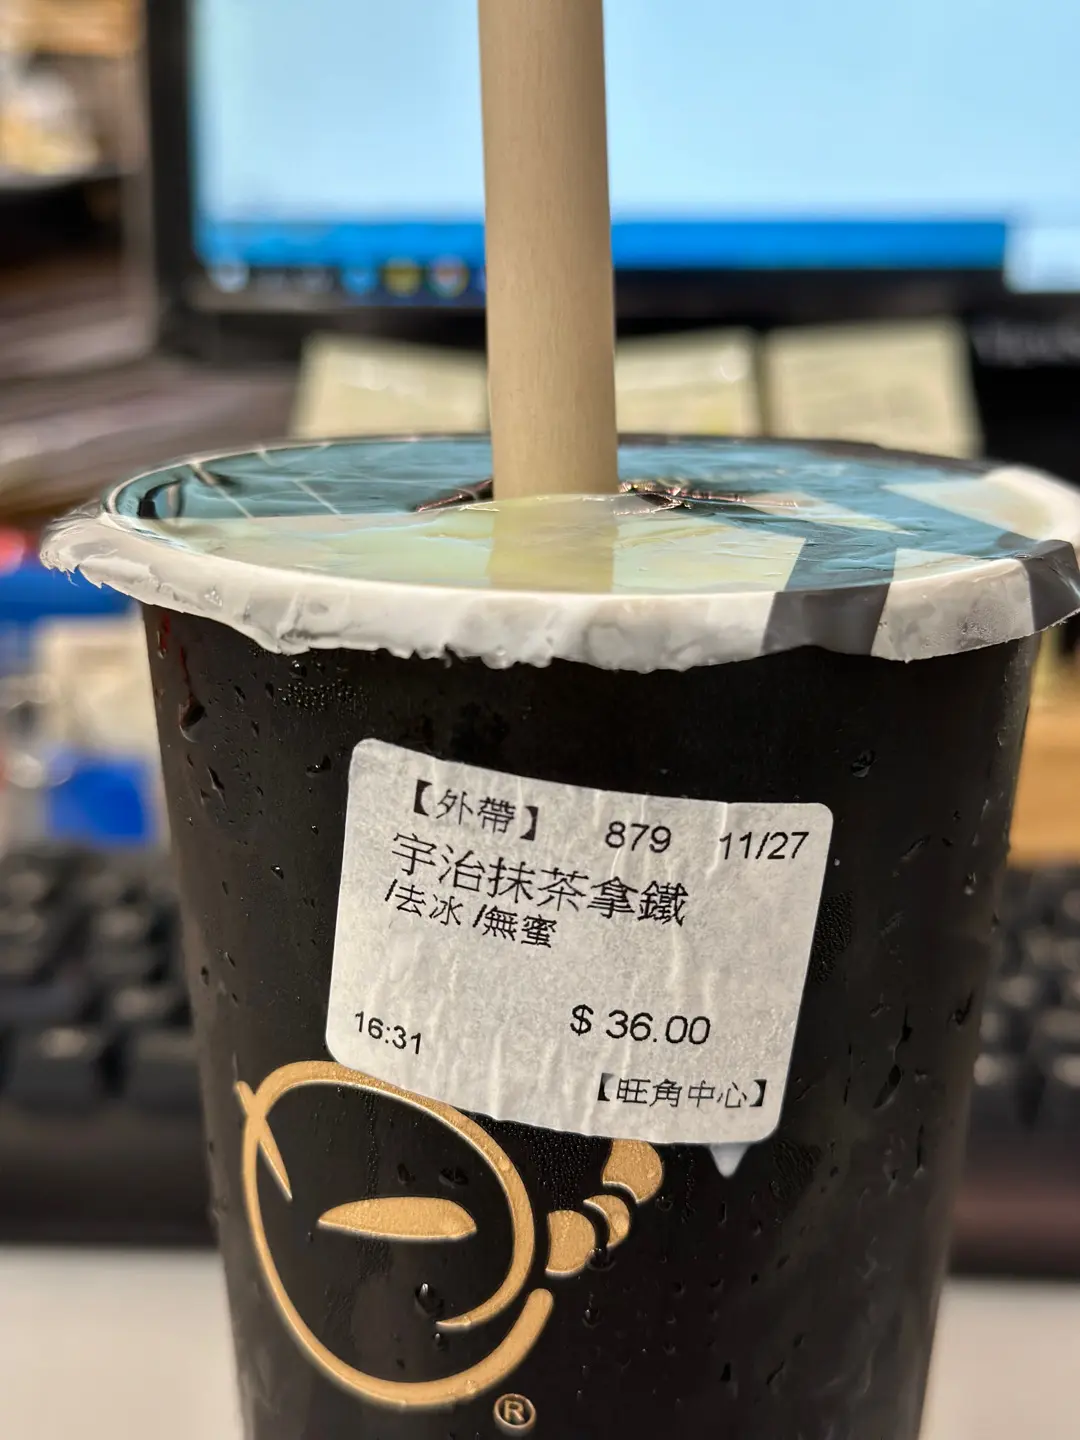 【外帶】 879 11/27
宇治抹茶拿鐵
/去冰 /無蜜
$ 36.00
16:31
【旺角中心】
®